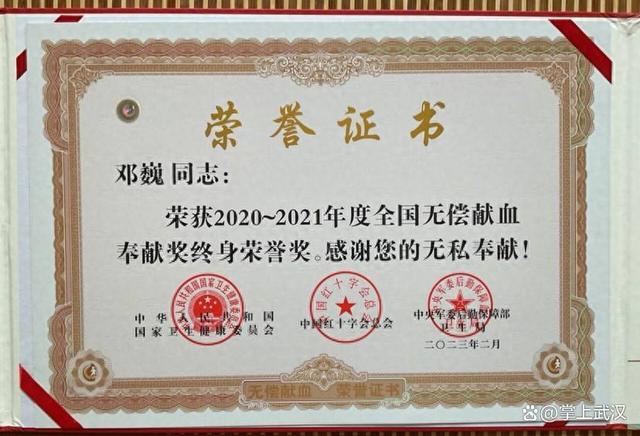 荣誉证书
邓巍 同志：
荣获2020~2021年度全国无偿献血
奉献奖终身荣誉奖。感谢您的无私奉献！
中华人民共和国
国家卫生健康委员会
中国红十字会总会
中央军委后勤保障部
卫生局
二〇二三年二月
无偿献血 荣誉证书
@掌上武汉